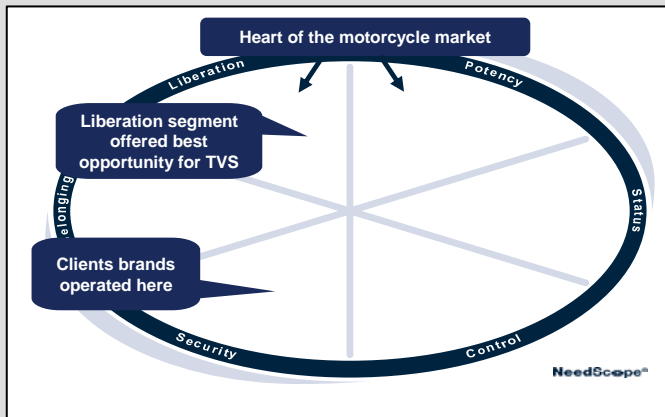 Heart of the motorcycle market
Liberation
Potency
Liberation segment
offered best
opportunity for TVS
Status
Clients brands
operated here
Security
Control
NeedScope®